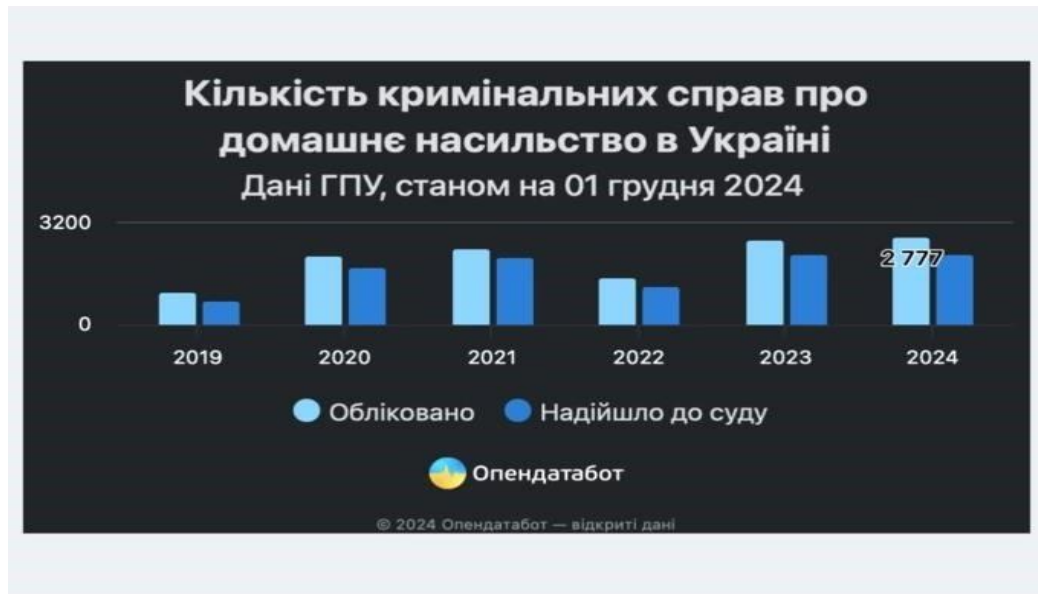 Кількість кримінальних справ про
домашнє насильство в Україні
Дані ГПУ, станом на 01 грудня 2024
3200
2 777
0
2019 2020 2021 2022 2023 2024
Обліковано Надійшло до суду
Опендатабот
© 2024 Опендатабот — відкриті дані